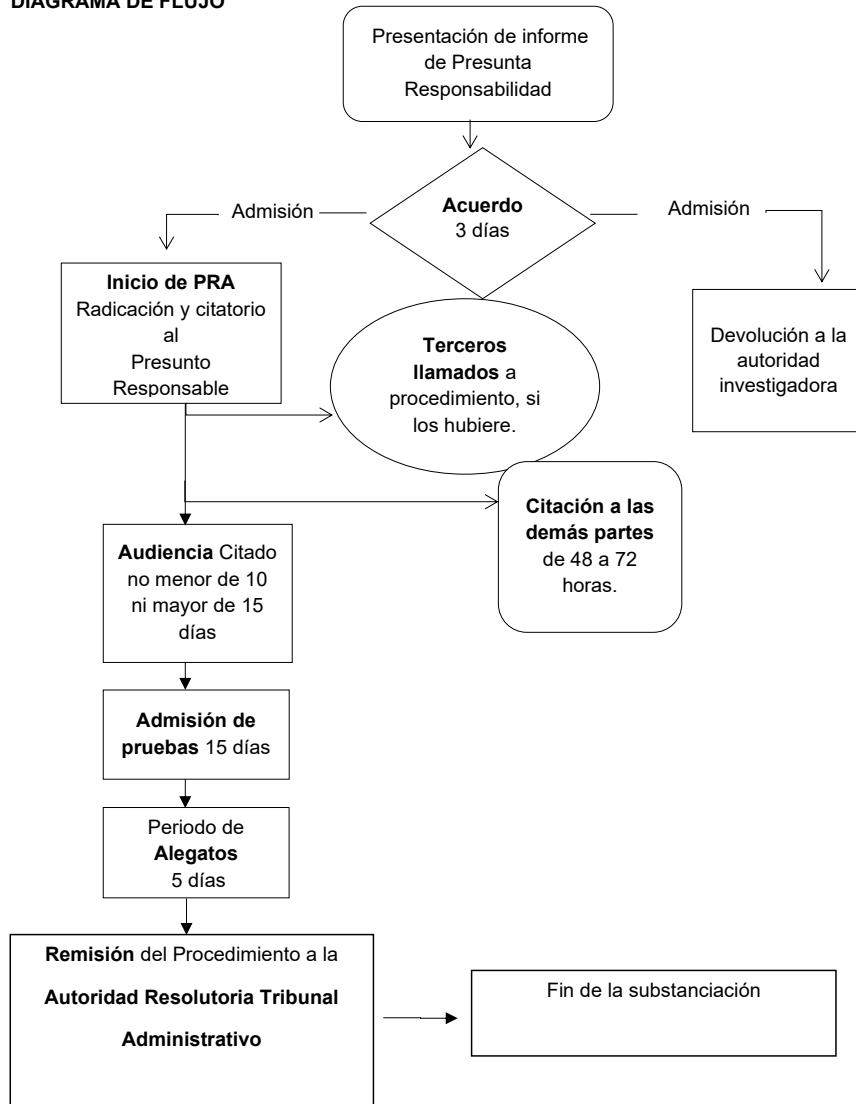 DIAGRAMA DE FLUJO
Presentación de informe
de Presunta
Responsabilidad
Acuerdo
3 días
Admisión
Admisión
Inicio de PRA
Radicación y citatorio
al
Presunto
Responsable
Terceros
llamados a
procedimiento, si
los hubiere.
Devolución a la
autoridad
investigadora
Citación a las
demás partes
de 48 a 72
horas.
Audiencia Citado
no menor de 10
ni mayor de 15
días
Admisión de
pruebas 15 días
Periodo de
Alegatos
5 días
Remisión del Procedimiento a la
Autoridad Resolutoria Tribunal
Administrativo
Fin de la substanciación